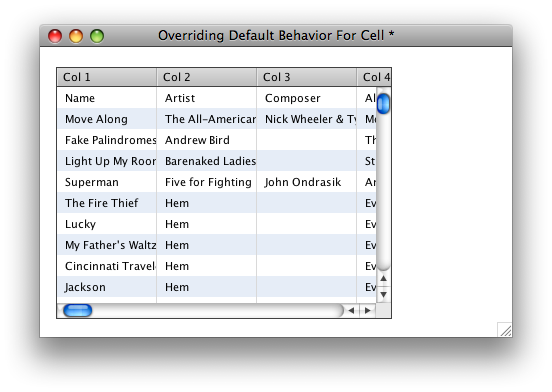 Overriding Default Behavior For Cell *
Col 1 Col 2 Col 3 Col 4
Name Artist Composer Al
Move Along The All-American Nick Wheeler & Ty Me
Fake Palindromes Andrew Bird Th
Light Up My Roor Barenaked Ladies St
Superman Five for Fighting John Ondrasik Ar
The Fire Thief Hem Ev
Lucky Hem Ev
My Father's Waltz Hem Ev
Cincinnati Travel Hem Ev
Jackson Hem Ev